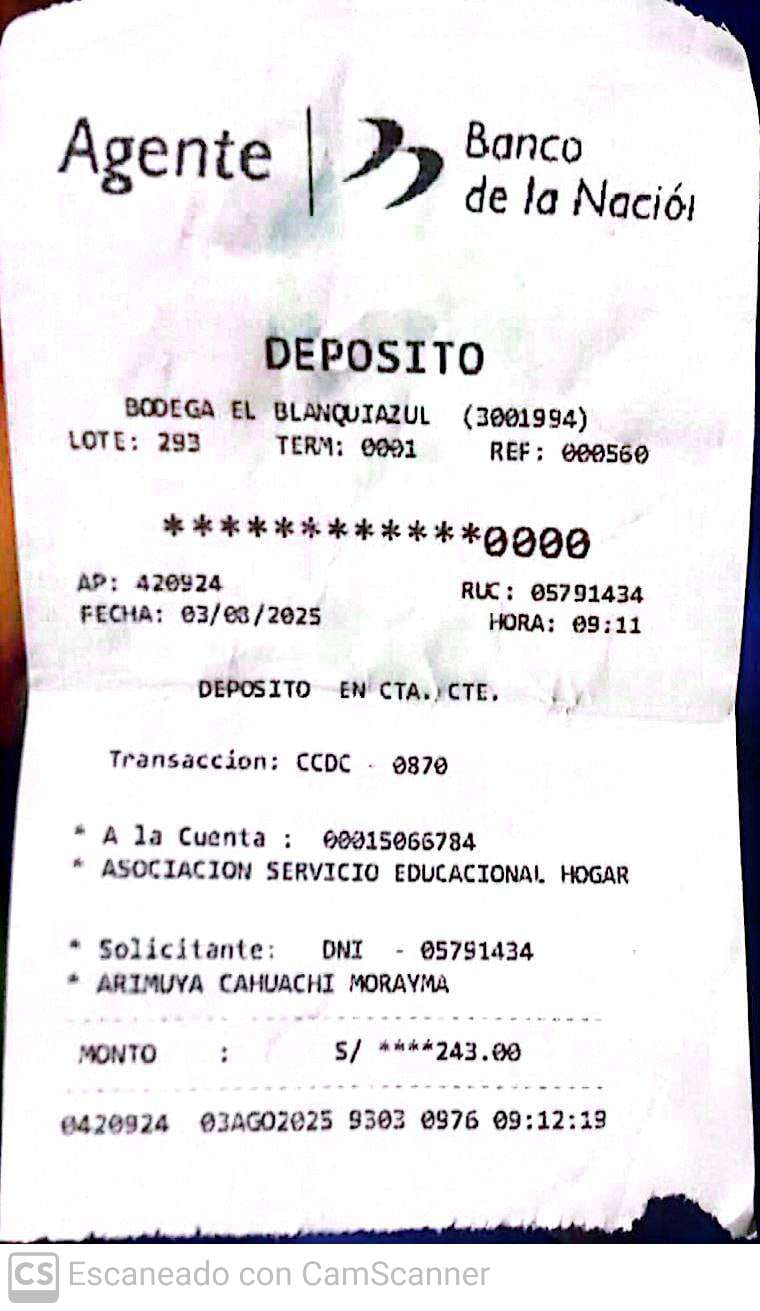 Agente
Banco
de la Nación
DEPOSITO
BODEGA EL BLANQUIAZUL (3001994)
LOTE: 293 TERM: 0001 REF: 000560
************0000
AP: 420924 RUC: 05791434
FECHA: 03/08/2025 HORA: 09:11
DEPOSITO EN CTA. CTE.
Transaccion: CCDC - 0870
* A la Cuenta : 00015066784
* ASOCIACION SERVICIO EDUCACIONAL HOGAR
* Solicitante: DNI - 05791434
* ARIMUYA CAHUACHI MORAYMA
MONTO : S/ ****243.00
0420924 03AGO2025 9303 0976 09:12:19
CS Escaneado con CamScanner